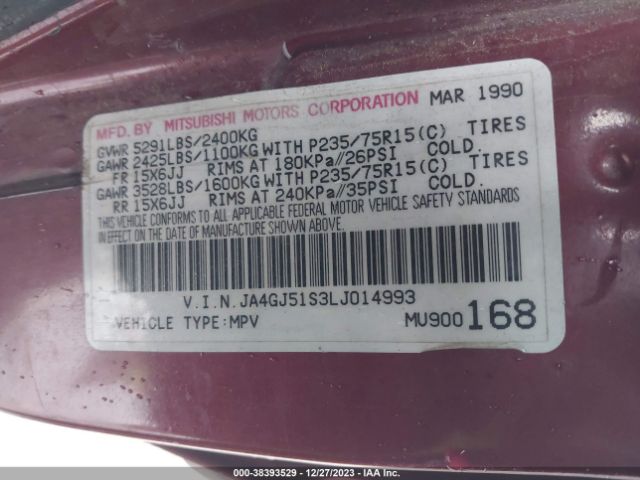 MFD. BY MITSUBISHI MOTORS CORPORATION MAR 1990
GVWR 5291LBS/2400KG
GAWR 2425LBS/1100KG WITH P235/75R15(C) TIRES
FR 15X6JJ RIMS AT 180KPa//26PSI COLD.
GAWR 3528LBS/1600KG WITH P235/75R15(C) TIRES
RR 15X6JJ RIMS AT 240KPa//35PSI COLD.
THIS VEHICLE CONFORMS TO ALL APPLICABLE FEDERAL MOTOR VEHICLE SAFETY STANDARDS
IN EFFECT ON THE DATE OF MANUFACTURE SHOWN ABOVE.
V.I.N.JA4GJ51S3LJ014993
VEHICLE TYPE:MPV MU900 168
000-38393529 - 12/27/2023 - IAA Inc.